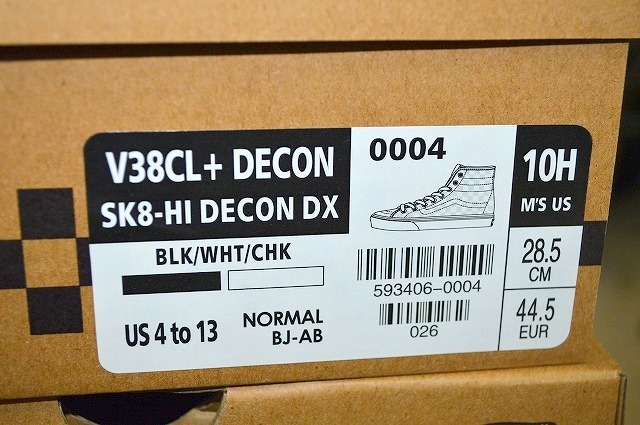 V38CL+ DECON
SK8-HI DECON DX
BLK/WHT/CHK
US 4 to 13
NORMAL
BJ-AB
0004
593406-0004
026
10H
M'S US
28.5
CM
44.5
EUR